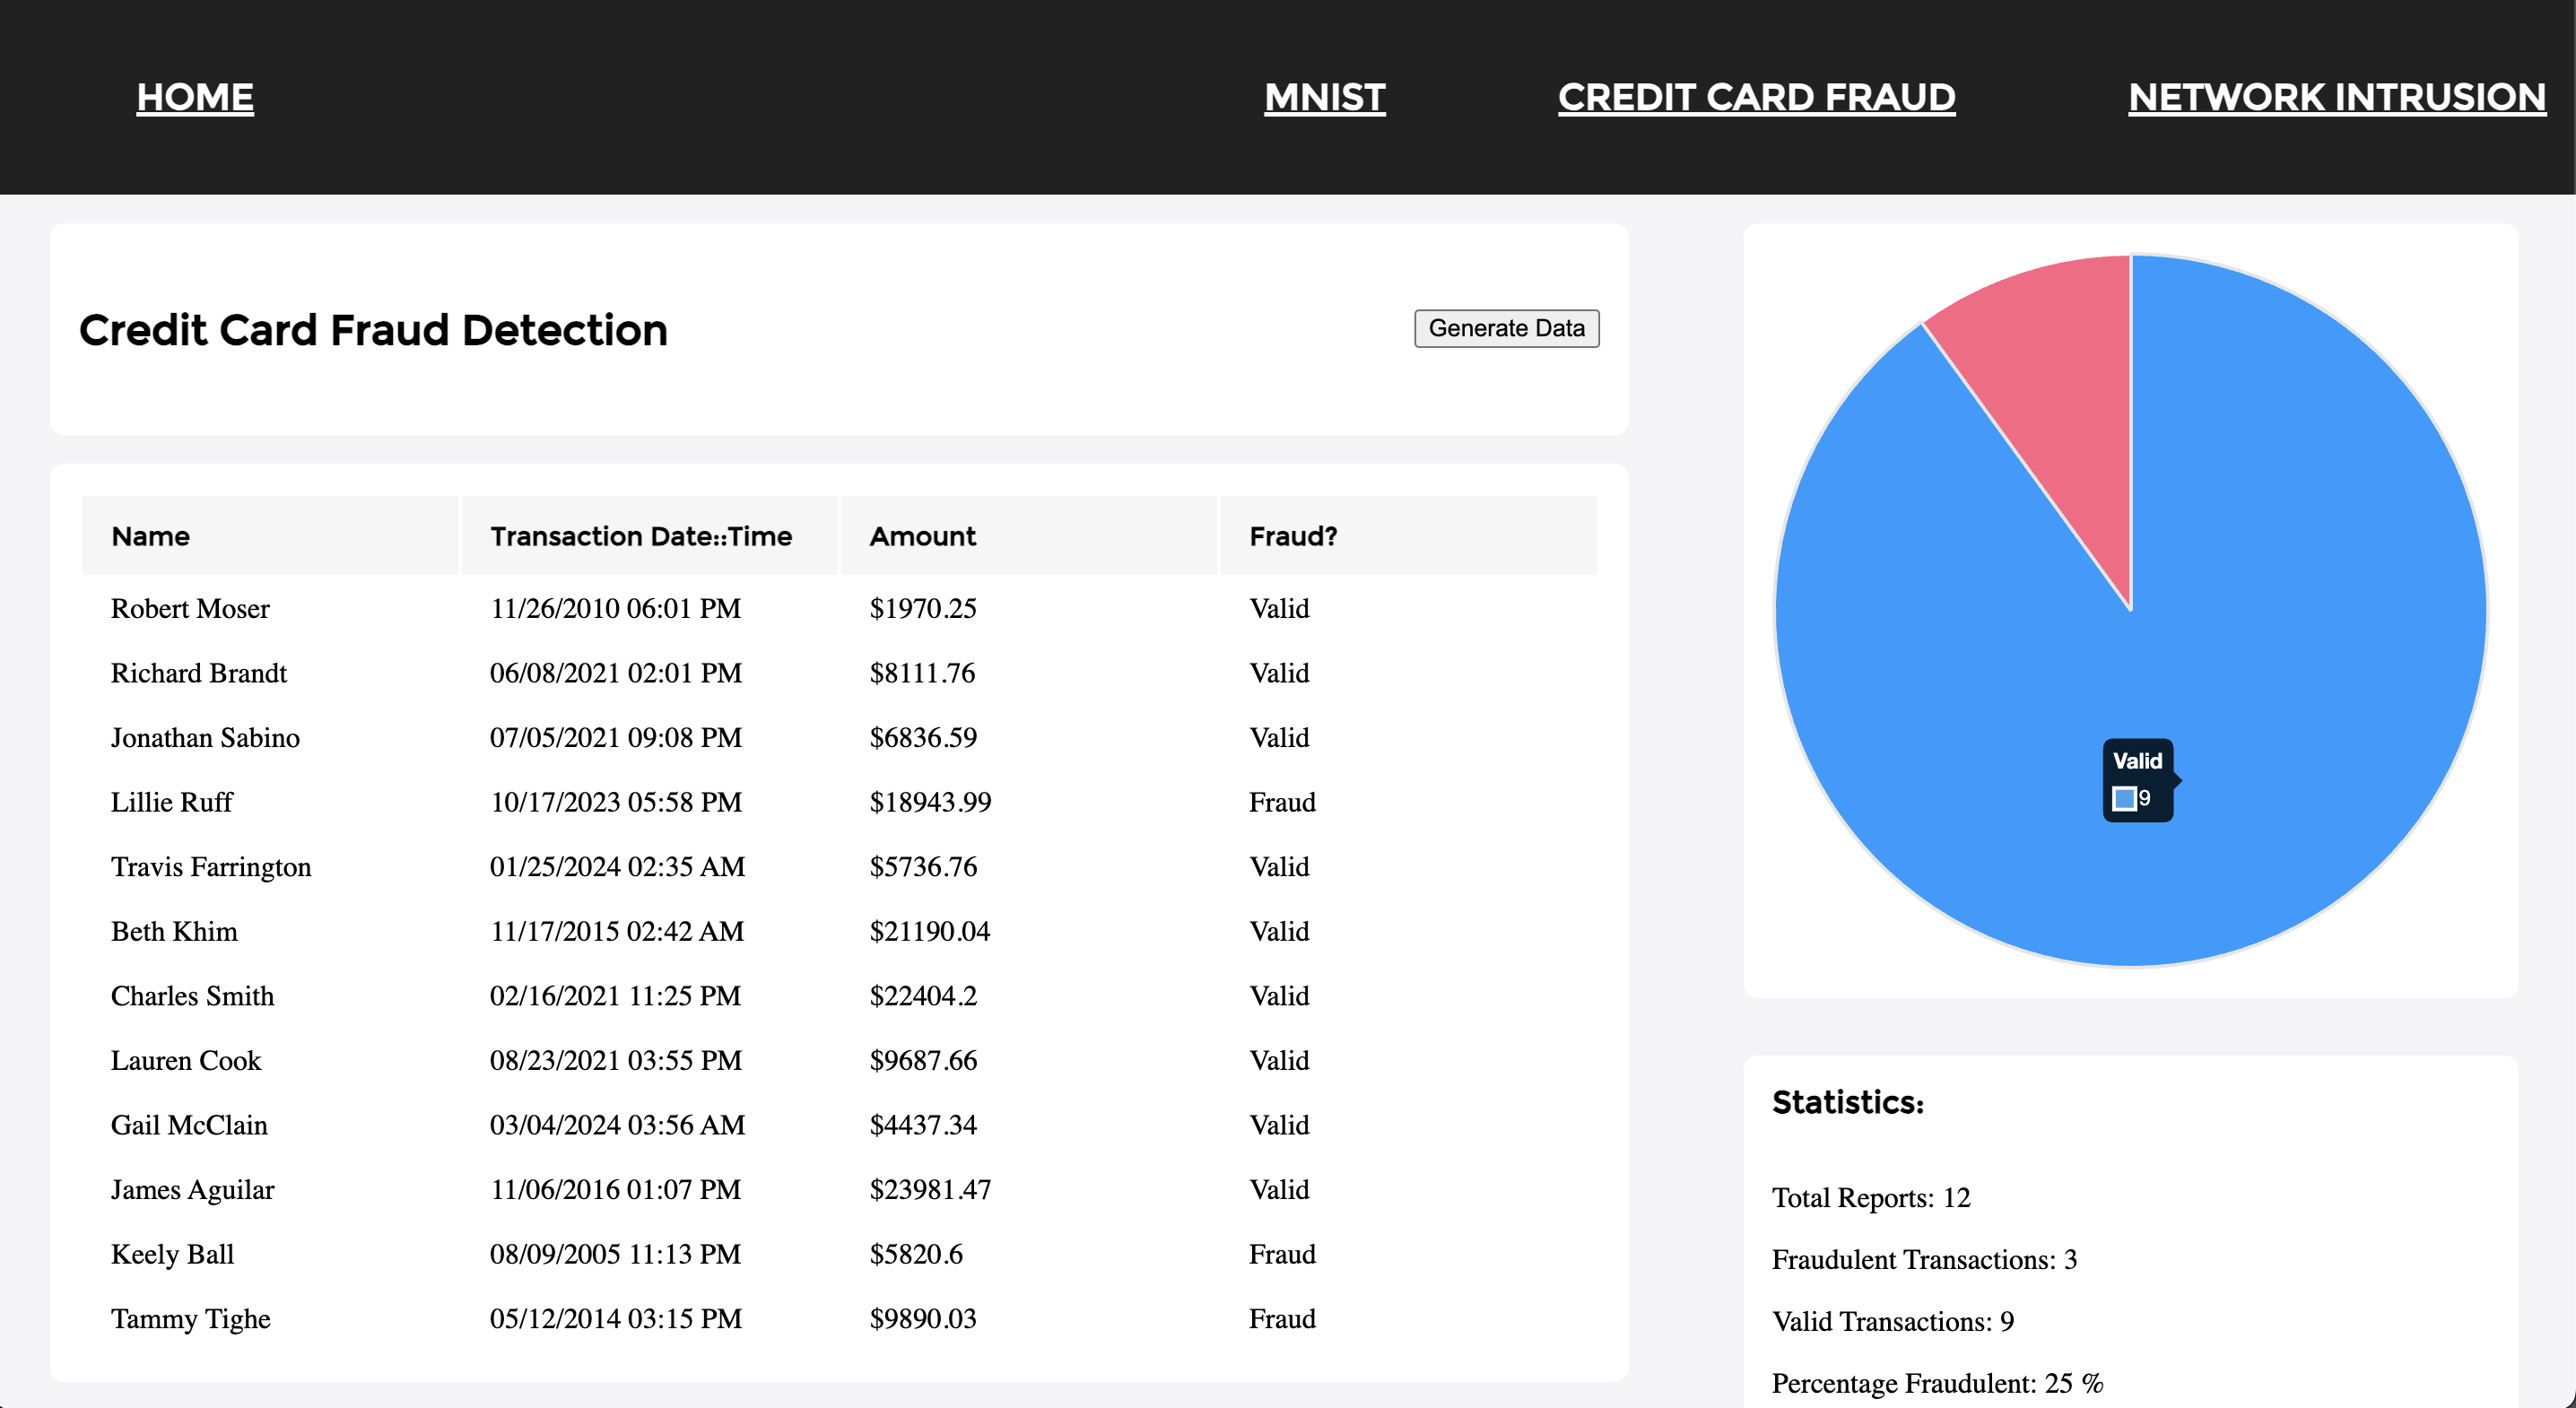 HOME MNIST CREDIT CARD FRAUD NETWORK INTRUSION
Credit Card Fraud Detection
Generate Data
Name Transaction Date::Time Amount Fraud?
Robert Moser 11/26/2010 06:01 PM $1970.25 Valid
Richard Brandt 06/08/2021 02:01 PM $8111.76 Valid
Jonathan Sabino 07/05/2021 09:08 PM $6836.59 Valid
Lillie Ruff 10/17/2023 05:58 PM $18943.99 Fraud
Travis Farrington 01/25/2024 02:35 AM $5736.76 Valid
Beth Khim 11/17/2015 02:42 AM $21190.04 Valid
Charles Smith 02/16/2021 11:25 PM $22404.2 Valid
Lauren Cook 08/23/2021 03:55 PM $9687.66 Valid
Gail McClain 03/04/2024 03:56 AM $4437.34 Valid
James Aguilar 11/06/2016 01:07 PM $23981.47 Valid
Keely Ball 08/09/2005 11:13 PM $5820.6 Fraud
Tammy Tighe 05/12/2014 03:15 PM $9890.03 Fraud
Valid
9
Statistics:
Total Reports: 12
Fraudulent Transactions: 3
Valid Transactions: 9
Percentage Fraudulent: 25 %